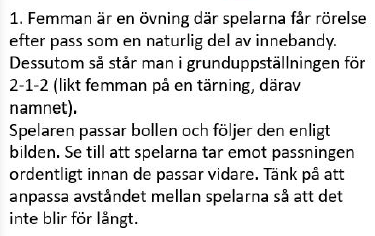 1. Femman är en övning där spelarna får rörelse
efter pass som en naturlig del av innebandy.
Dessutom så står man i grunduppställningen för
2-1-2 (likt femman på en tärning, därav
namnet).
Spelaren passar bollen och följer den enligt
bilden. Se till att spelarna tar emot passningen
ordentligt innan de passar vidare. Tänk på att
anpassa avståndet mellan spelarna så att det
inte blir för långt.